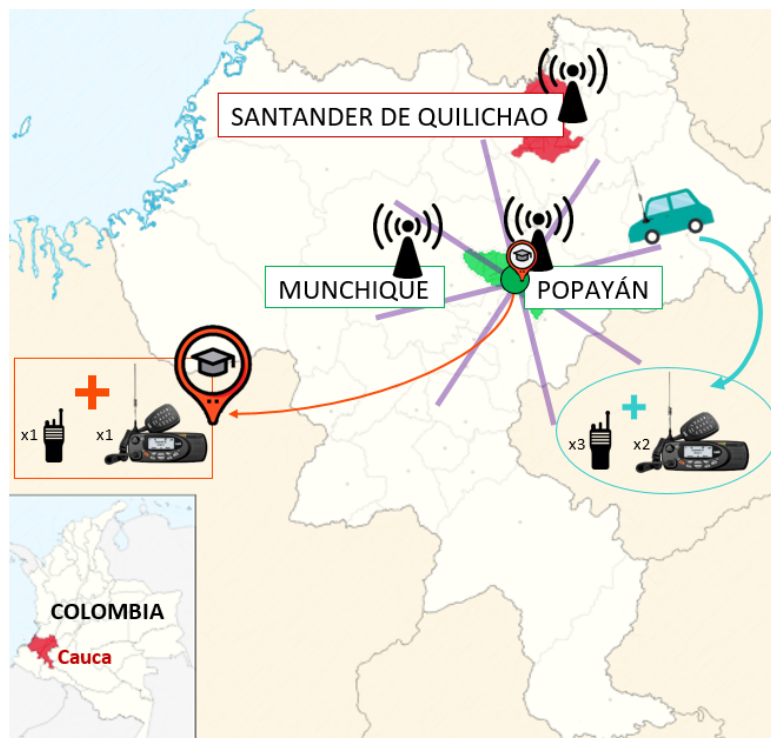 SANTANDER DE QUILICHAO
MUNCHIQUE
POPAYÁN
x1
x1
x3
x2
COLOMBIA
Cauca